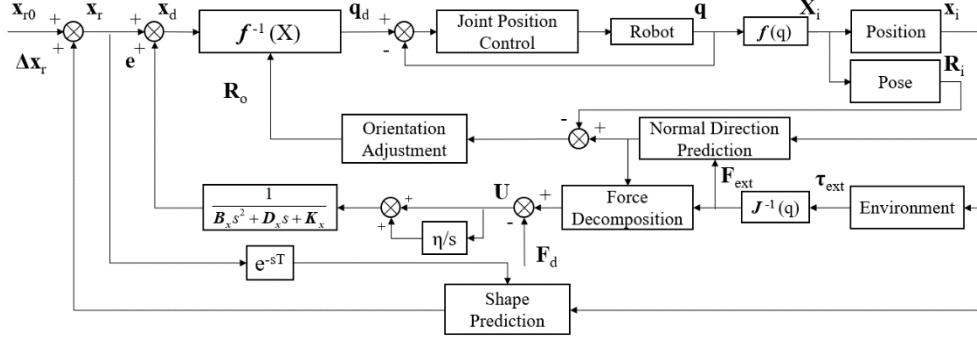 x_r0 x_r x_d q_d q X_i x_i
+ + + -
f⁻¹(X) Joint Position Control Robot f(q) Position
+ + Δx_r e
R_i
Pose
R_o
Orientation Adjustment
- +
Normal Direction Prediction
F_ext τ_ext
1
B_x s² + D_x s + K_x
+ +
η/s
U
+ -
Force Decomposition
J⁻¹(q)
Environment
F_d
e^-sT
Shape Prediction